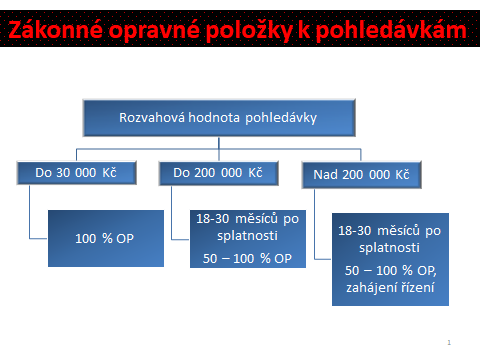 Zákonné opravné položky k pohledávkám
Rozvahová hodnota pohledávky
Do 30 000 Kč
Do 200 000 Kč
Nad 200 000 Kč
100 % OP
18-30 měsíců po
splatnosti
50 – 100 % OP
18-30 měsíců po
splatnosti
50 – 100 % OP,
zahájení řízení
1